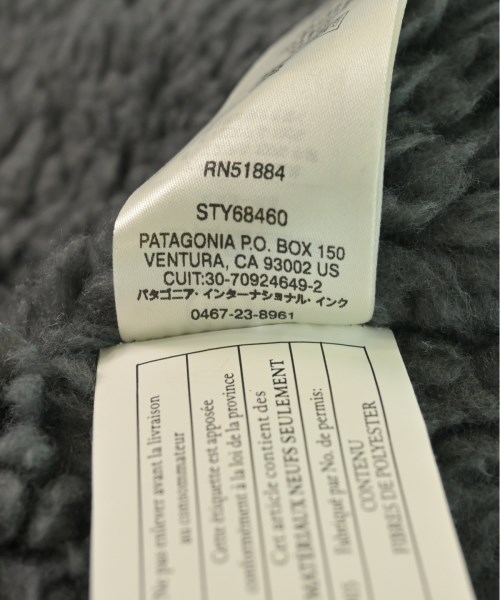 RN51884
STY68460
PATAGONIA P.O. BOX 150
VENTURA, CA 93002 US
CUIT:30-70924649-2
パタゴニア・インターナショナル・インク
0467-23-8961
Ne pas enlever avant la livraison
au consommateur
Cette étiquette est apposée
conformément à la loi de la province
Cet article contient des
MATERIAUX NEUFS SEULEMENT
Fabriqué par No. de permis:
CONTENU
FIBRES DE POLYESTER